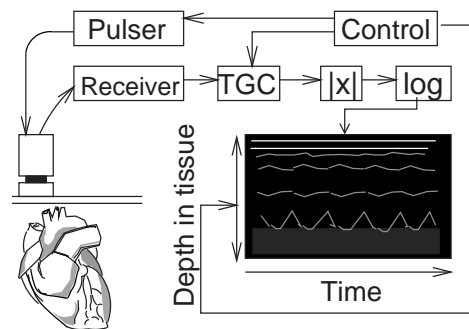 Pulser
Control
Receiver
TGC
|x|
log
Depth in tissue
Time